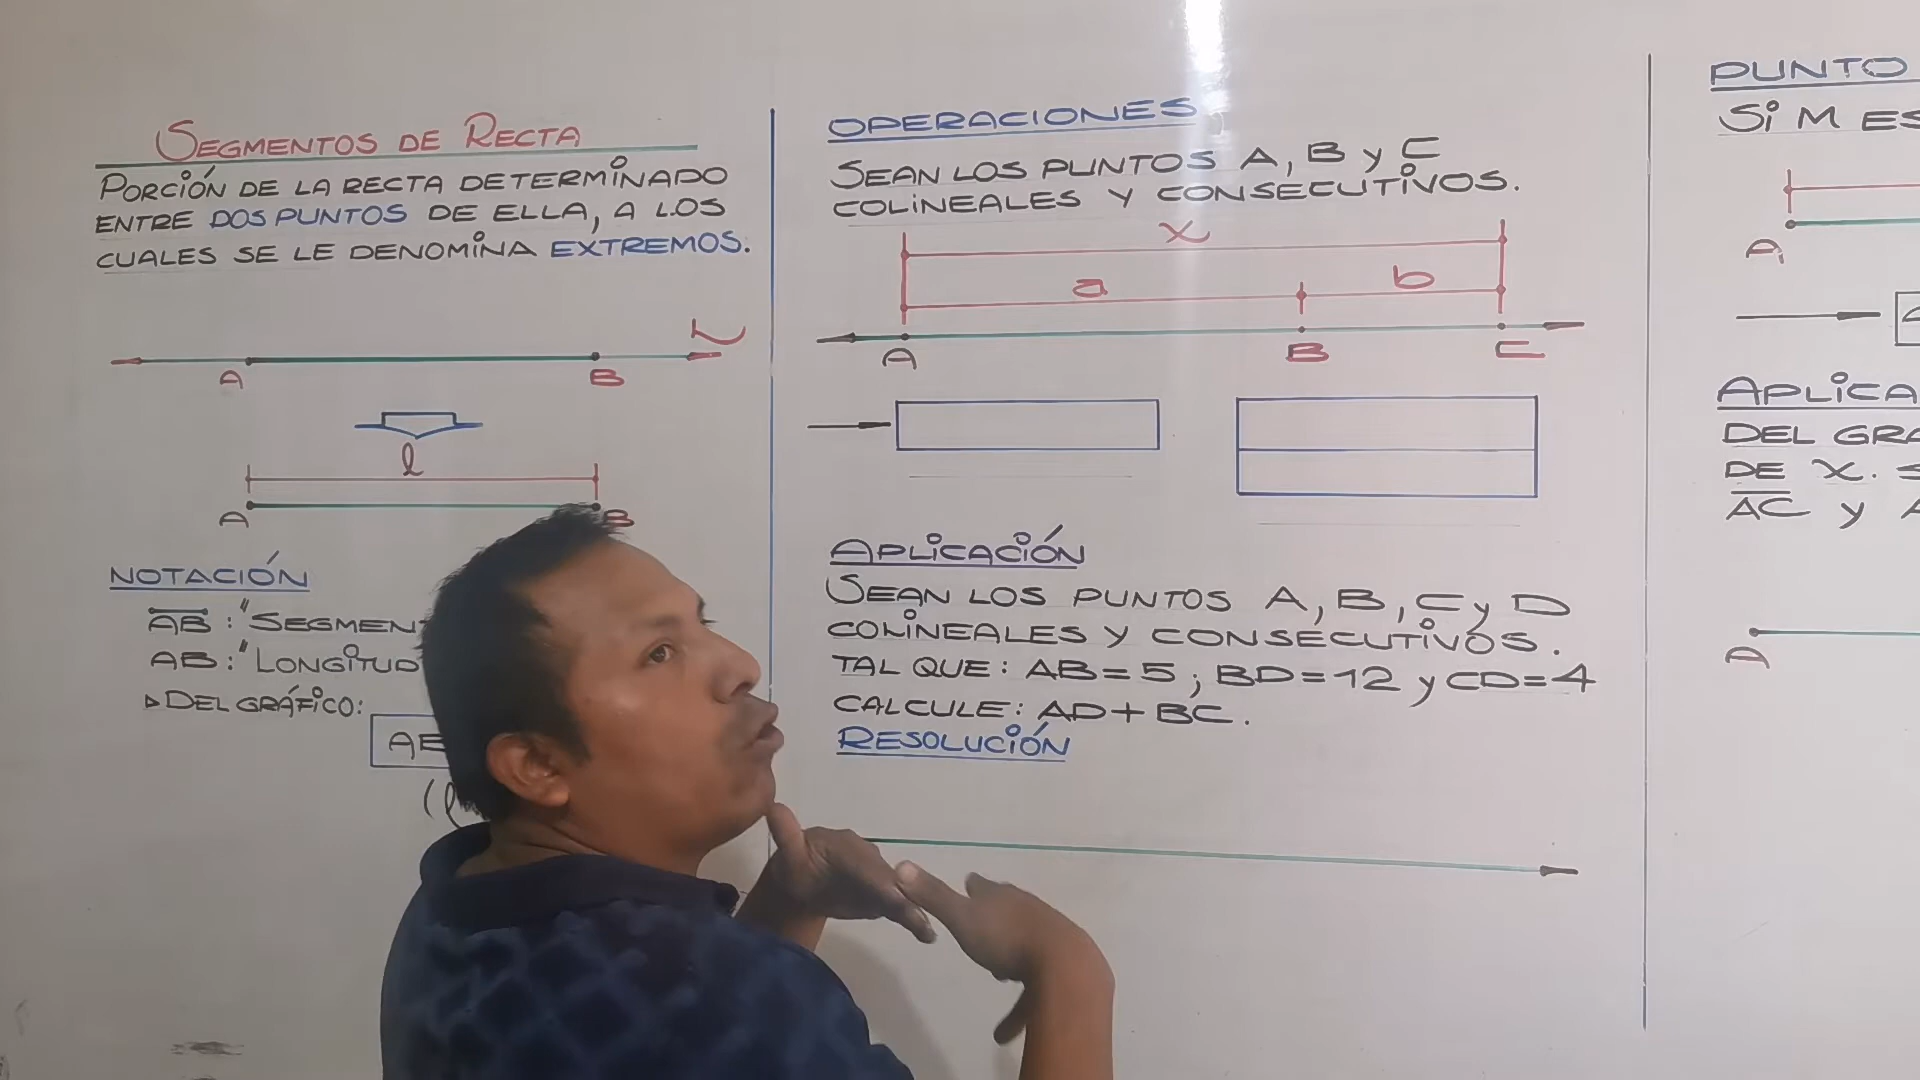 SEGMENTOS DE RECTA
PORCIÓN DE LA RECTA DETERMINADO
ENTRE DOS PUNTOS DE ELLA, A LOS
CUALES SE LE DENOMINA EXTREMOS.
L
A B
l
A B
NOTACIÓN
AB: "SEGMEN
AB: "LONGITUD
▷DEL GRÁFICO:
OPERACIONES
SEAN LOS PUNTOS A, B y C
COLINEALES Y CONSECUTIVOS.
x
a b
A B C
APLICACIÓN
SEAN LOS PUNTOS A, B, C y D
COLINEALES Y CONSECUTIVOS.
TAL QUE: AB=5; BD=12 y CD=4
CALCULE: AD+BC.
RESOLUCIÓN
PUNTO
Si M ES
A
APLICA
DEL GRÁ
DE X. S
AC y A
A